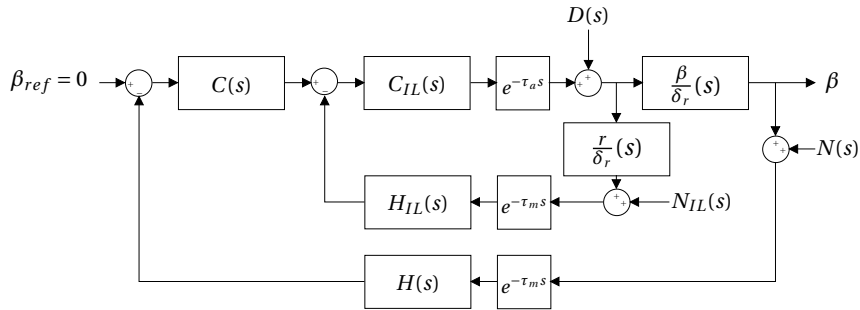 D(s)
β_ref = 0
+
−
C(s)
+
−
C_IL(s)
e^{−τ_a s}
+
+
β/δ_r (s)
β
r/δ_r (s)
+
+
N(s)
H_IL(s)
e^{−τ_m s}
+
+
N_IL(s)
H(s)
e^{−τ_m s}